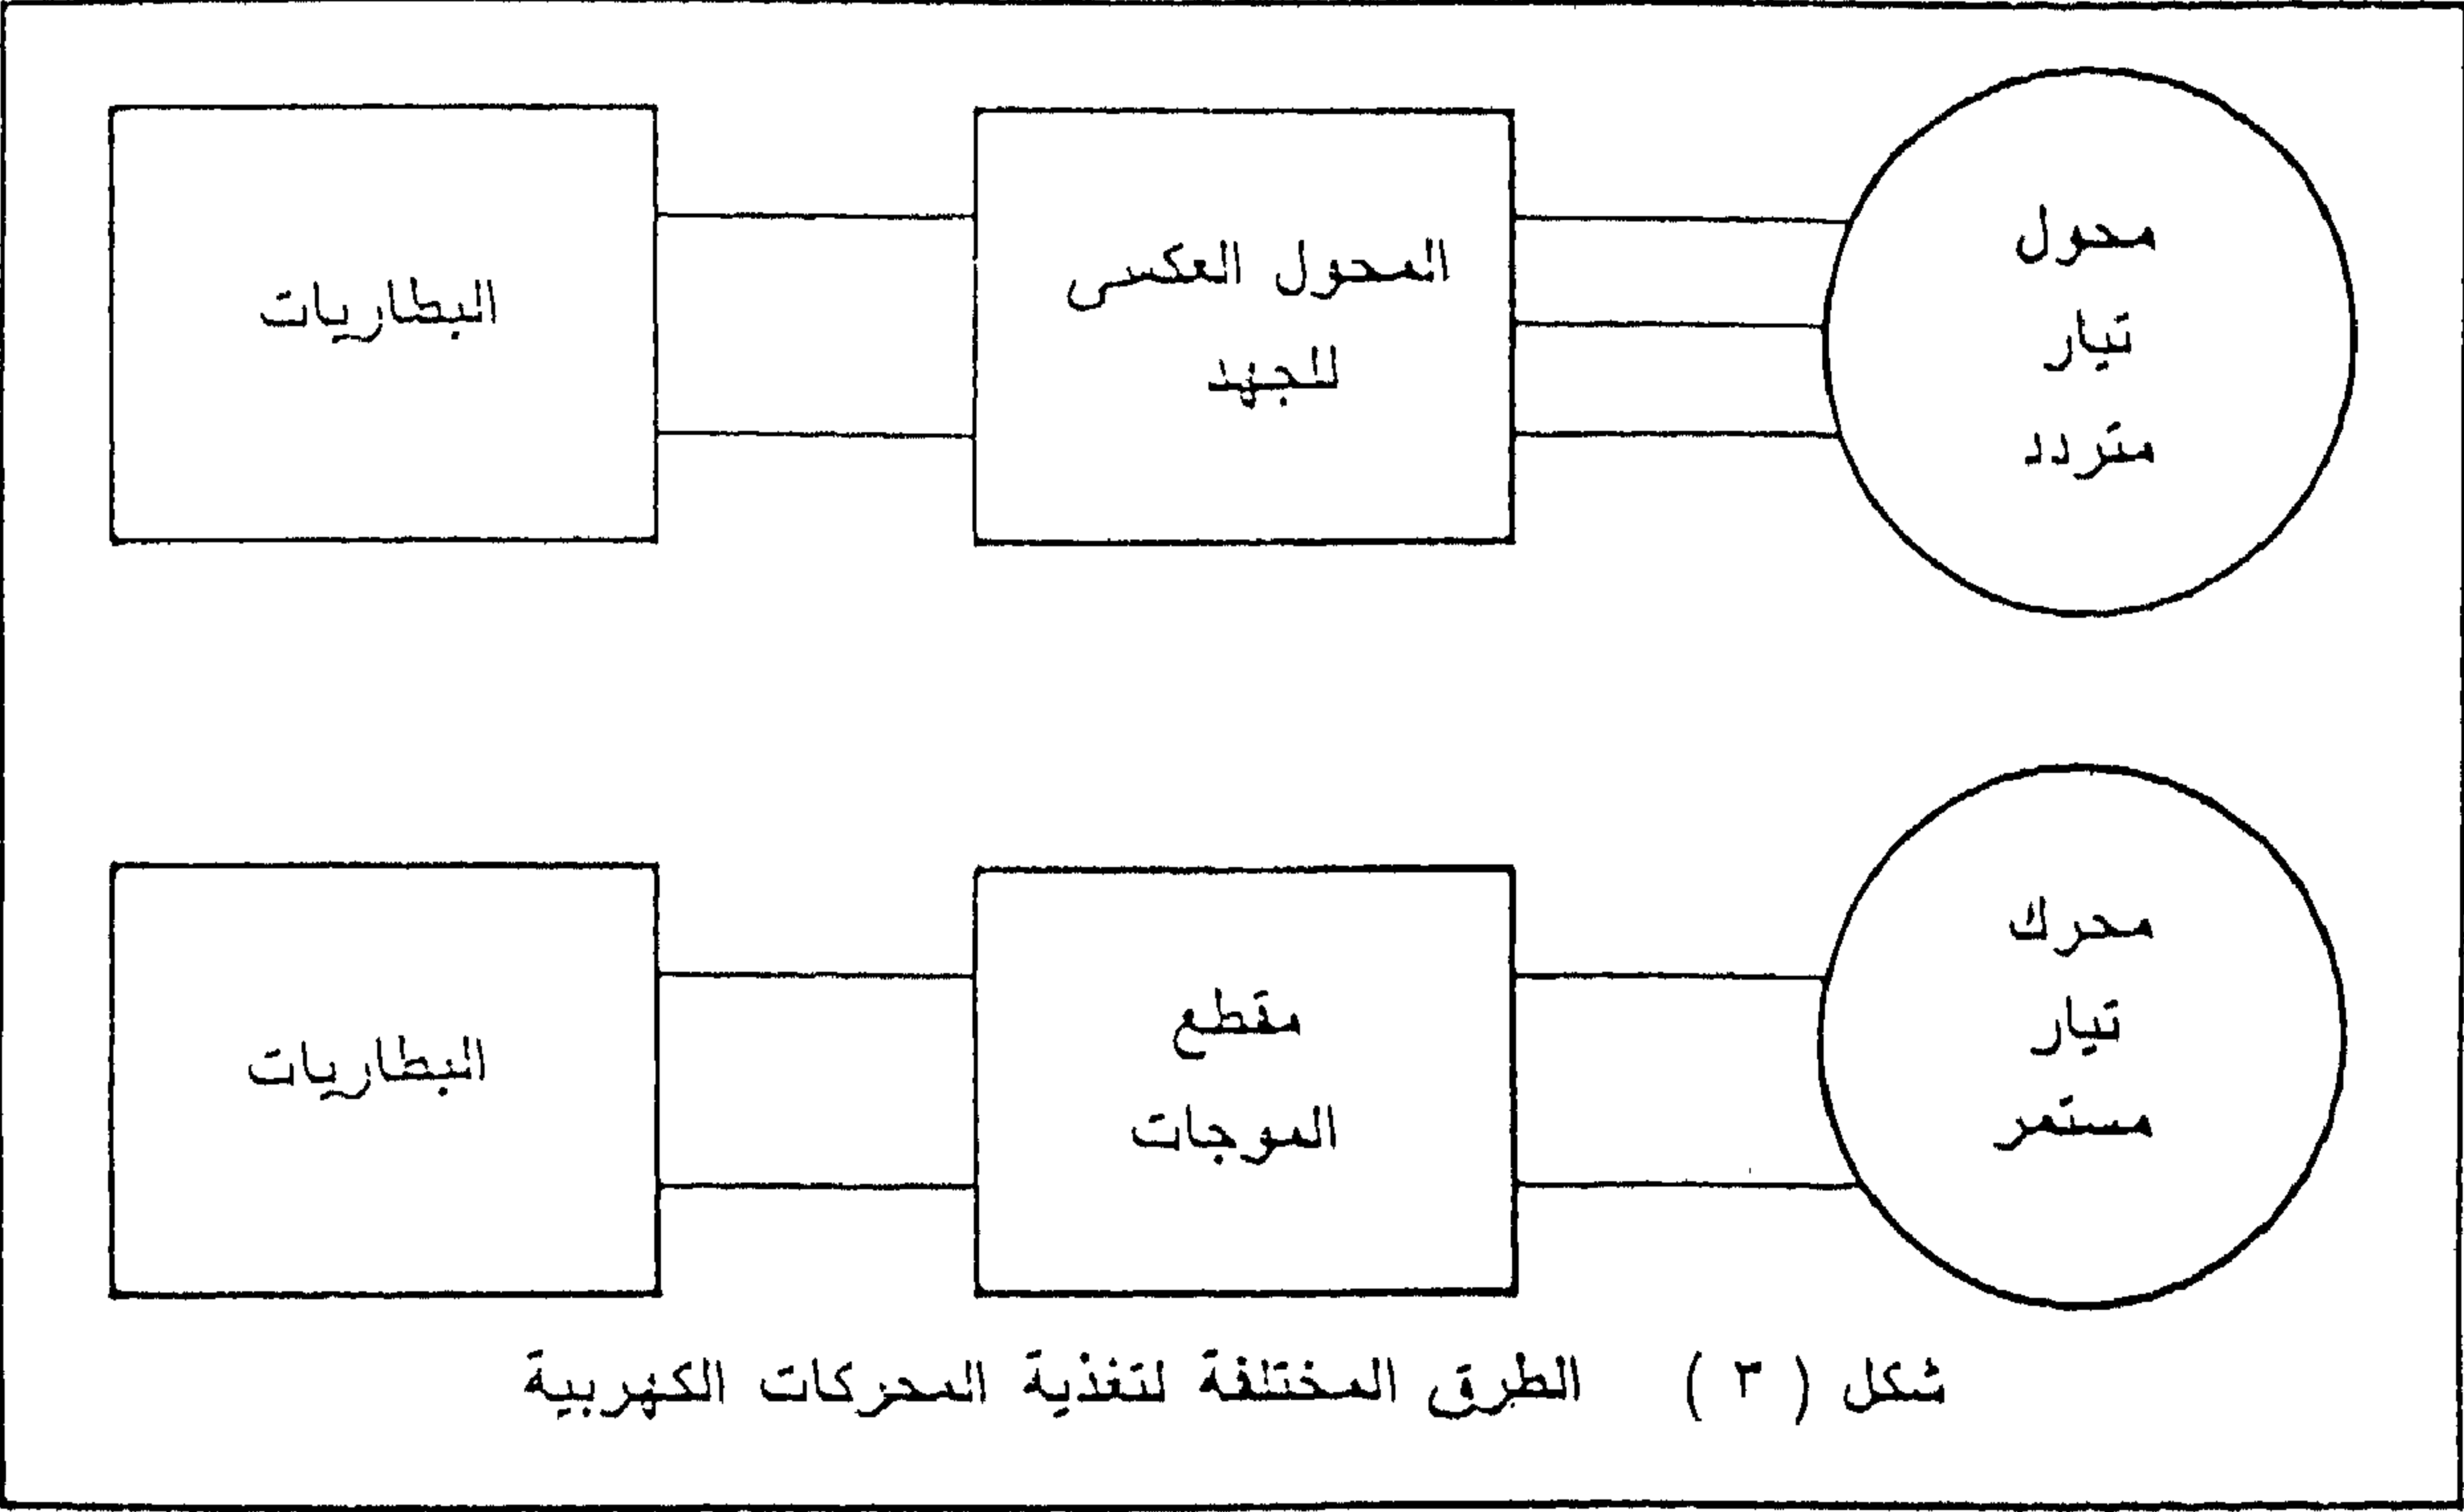 البطاريات
المحول العكسى
للجهد
محول
تيار
متردد
البطاريات
مقطع
الموجات
محرك
تيار
مستمر
شكل ( ٣ ) الطرق المختلفة لتغذية المحركات الكهربية